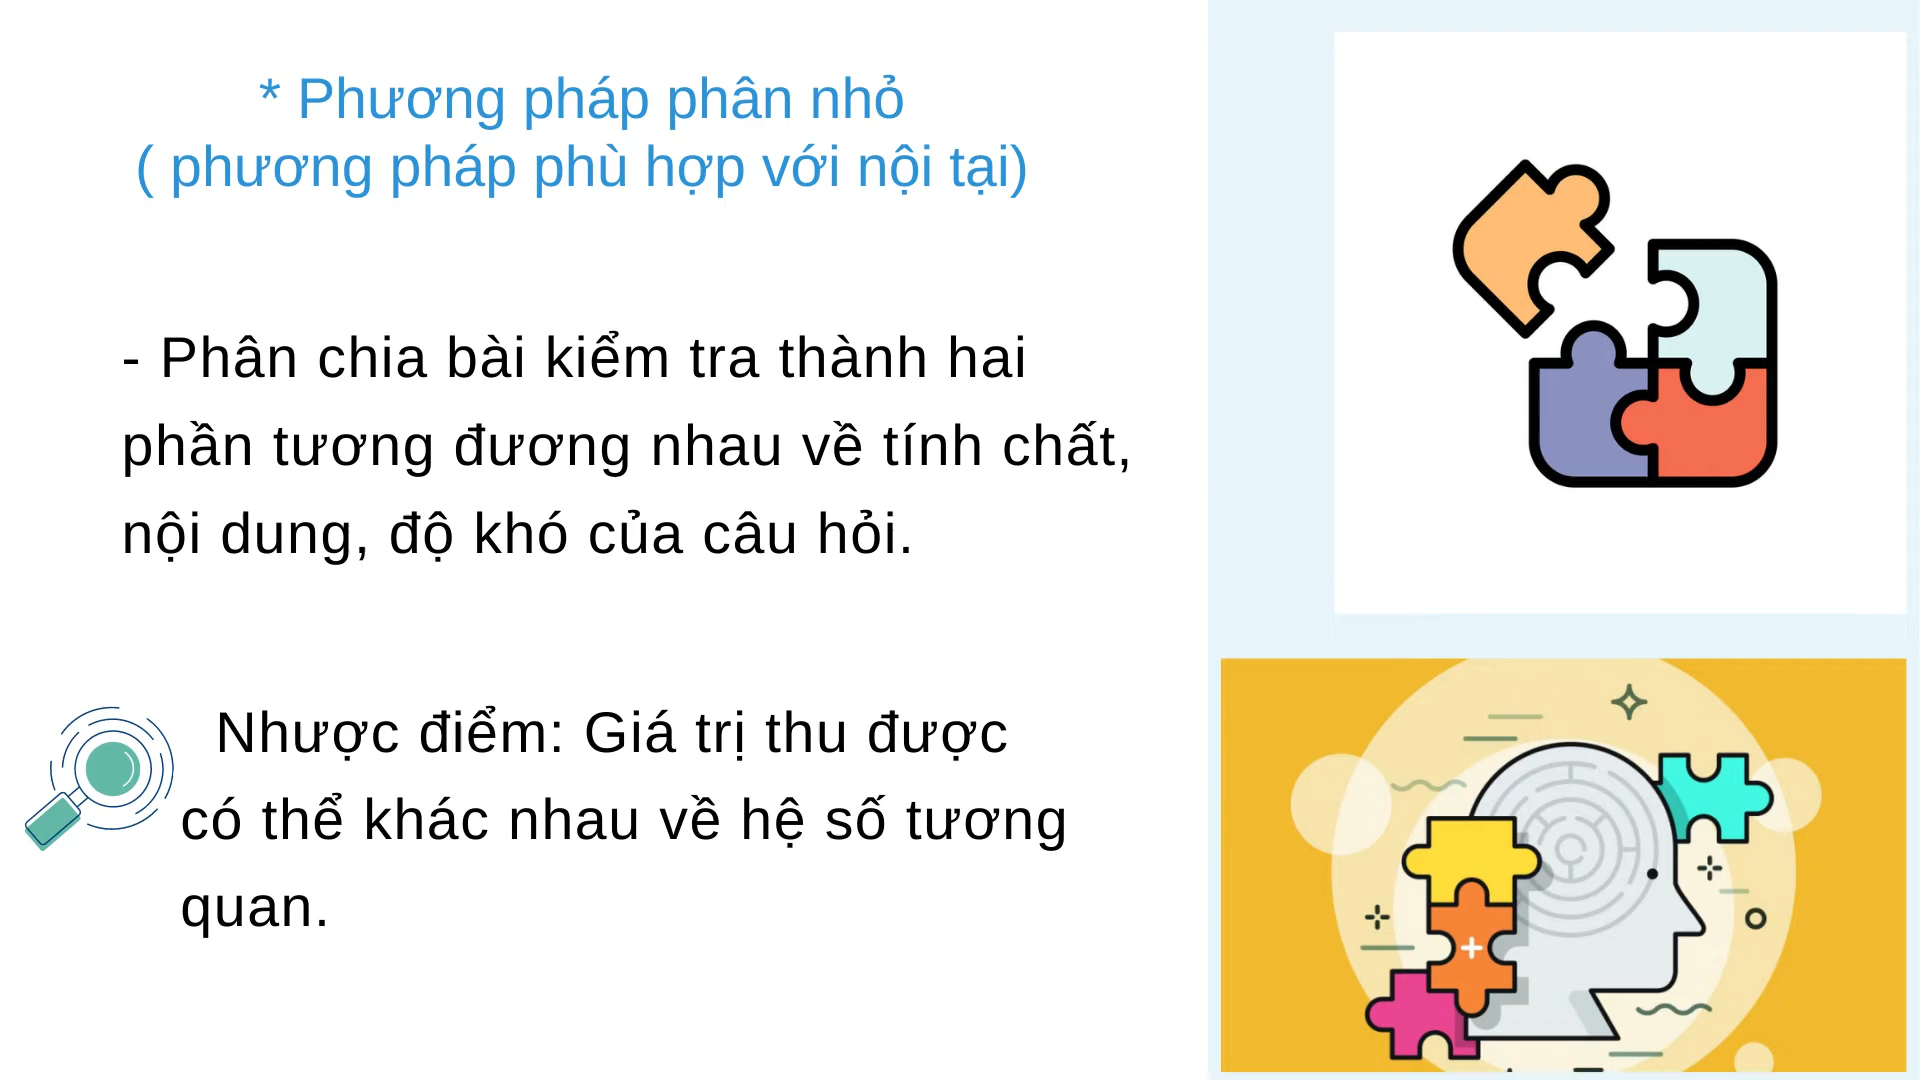 * Phương pháp phân nhỏ
( phương pháp phù hợp với nội tại)
- Phân chia bài kiểm tra thành hai
phần tương đương nhau về tính chất,
nội dung, độ khó của câu hỏi.
Nhược điểm: Giá trị thu được
có thể khác nhau về hệ số tương
quan.